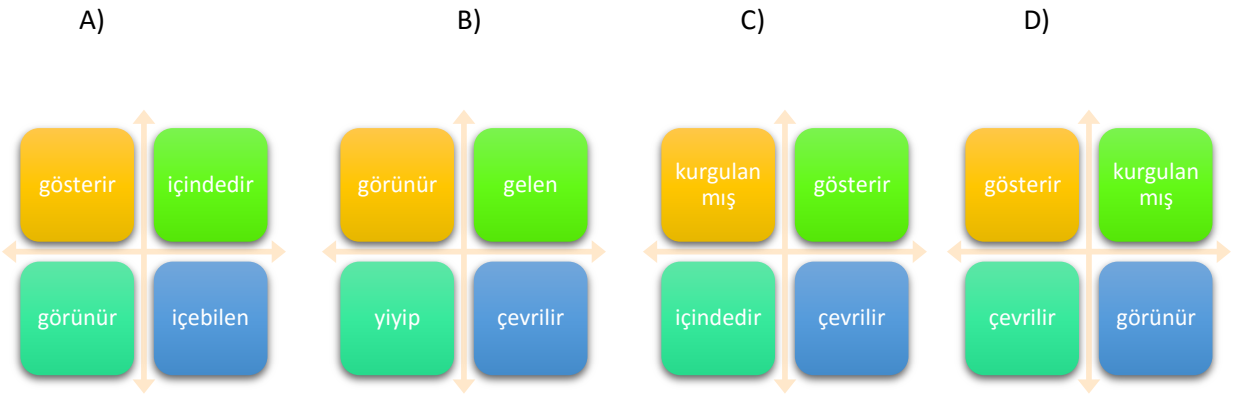 A)
B)
C)
D)
gösterir
içindedir
görünür
içebilen
görünür
gelen
yiyip
çevrilir
kurgulan
mış
gösterir
içindedir
çevrilir
gösterir
kurgulan
mış
çevrilir
görünür